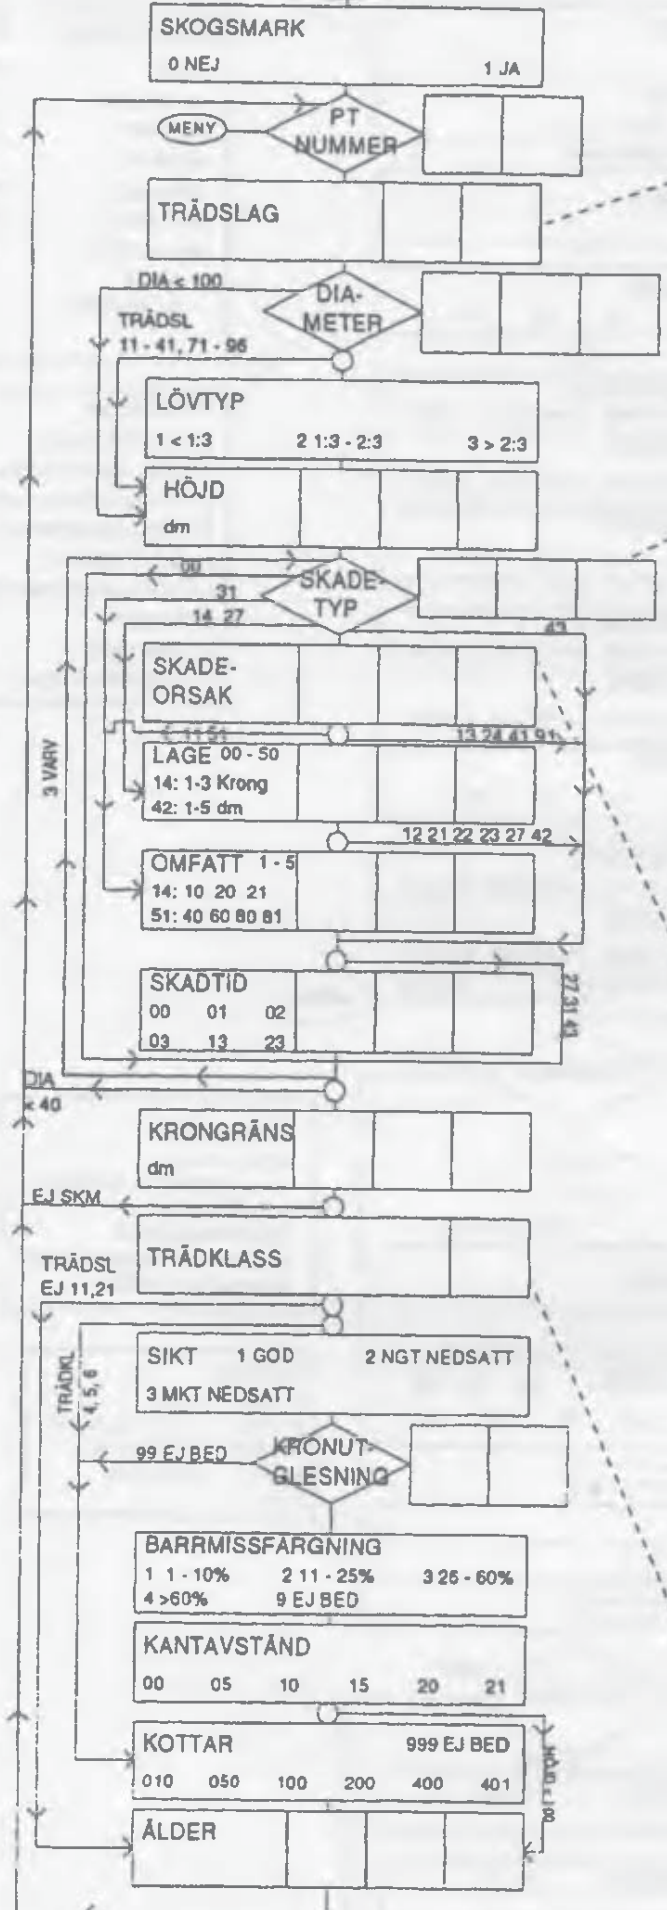 SKOGSMARK
0 NEJ 1 JA
MENY
PT
NUMMER
TRÄDSLAG
DIA < 100
DIA-
METER
TRÄDSL
11 - 41, 71 - 96
LÖVTYP
1 < 1:3 2 1:3 - 2:3 3 > 2:3
HÖJD
dm
00
SKADE-
TYP
31
14 27
43
SKADE-
ORSAK
11 51
13 24 41 91
3 VARV
LÄGE 00 - 50
14: 1-3 Krong
42: 1-5 dm
12 21 22 23 27 42
OMFATT 1 - 5
14: 10 20 21
51: 40 60 80 81
SKADTID
00 01 02
03 13 23
27 31 43
DIA
< 40
KRONGRÄNS
dm
EJ SKM
TRÄDKLASS
TRÄDSL
EJ 11,21
TRÄDKL
4, 5, 6
SIKT 1 GOD 2 NGT NEDSATT
3 MKT NEDSATT
99 EJ BED
KRONUT-
GLESNING
BARRMISSFÄRGNING
1 1 - 10% 2 11 - 25% 3 26 - 60%
4 >60% 9 EJ BED
KANTAVSTÅND
00 05 10 15 20 21
KOTTAR 999 EJ BED
010 050 100 200 400 401
ÅLDER